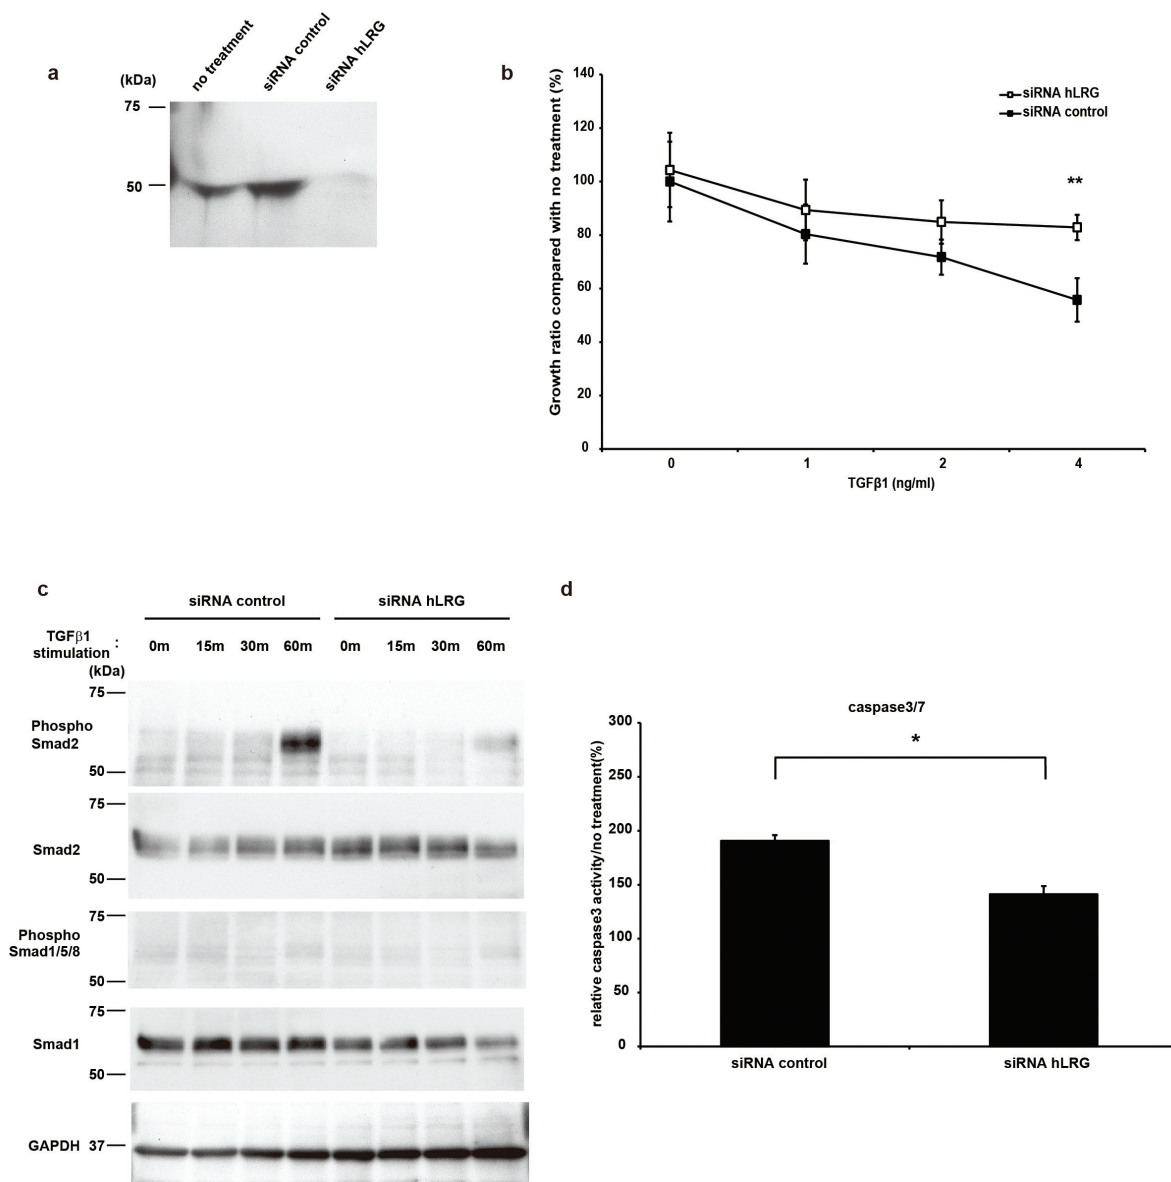 a
(kDa)
no treatment
siRNA control
siRNA hLRG
75
50
b
Growth ratio compared with no treatment (%)
140
120
100
80
60
40
20
0
siRNA hLRG
siRNA control
**
0 1 2 4
TGFβ1 (ng/ml)
c
siRNA control siRNA hLRG
TGFβ1
stimulation :
0m 15m 30m 60m 0m 15m 30m 60m
(kDa)
75
Phospho
Smad2
50
75
Smad2
50
75
Phospho
Smad1/5/8
50
75
Smad1
50
GAPDH 37
d
caspase3/7
relative caspase3 activity/no treatment(%)
300
250
200
150
100
50
0
*
siRNA control siRNA hLRG